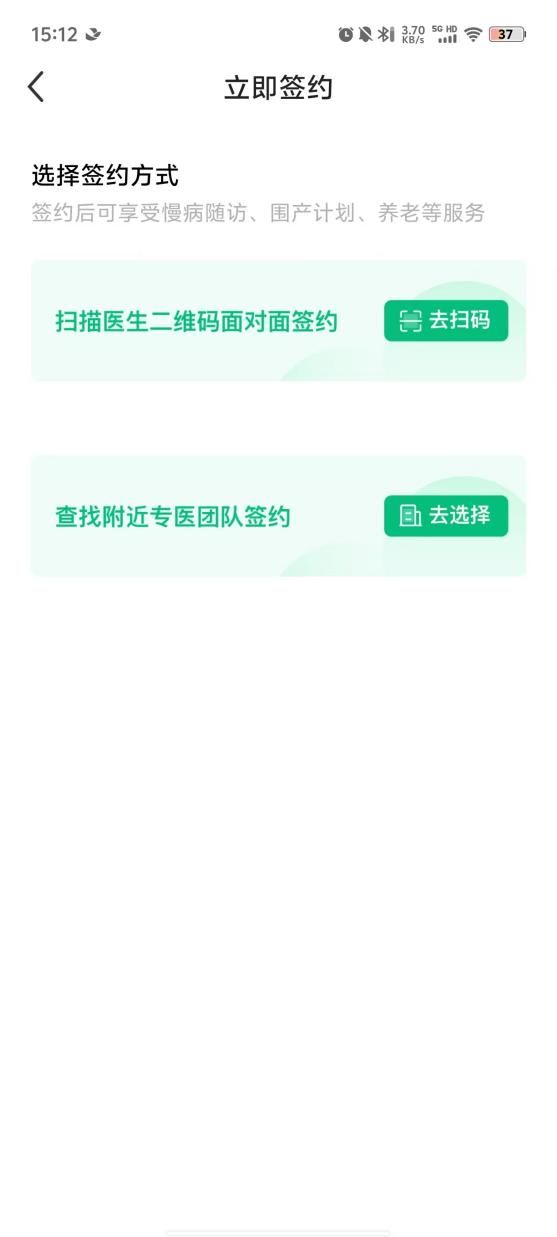 15:12
3.70 KB/s 5G HD 37
立即签约
选择签约方式
签约后可享受慢病随访、围产计划、养老等服务
扫描医生二维码面对面签约 去扫码
查找附近专医团队签约 去选择